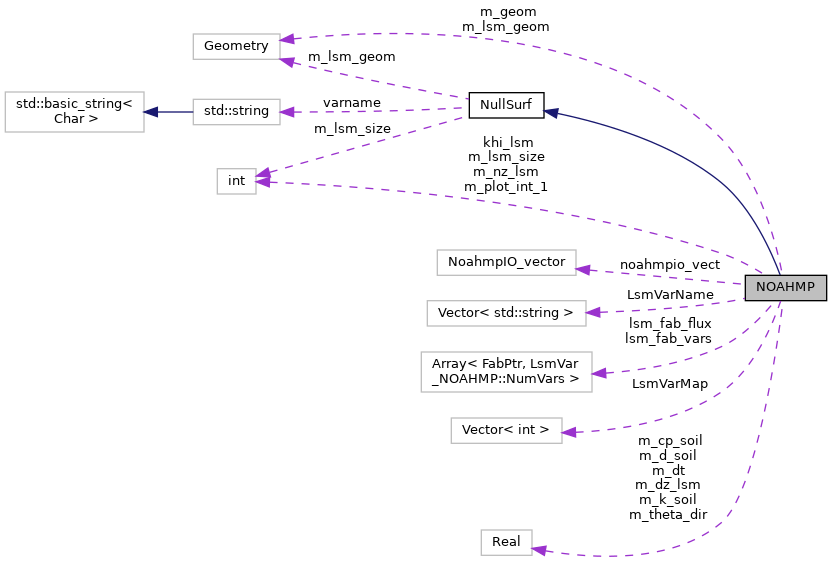 m_geom
m_lsm_geom
Geometry
m_lsm_geom
std::basic_string<
Char >
std::string
varname
NullSurf
m_lsm_size
khi_lsm
m_lsm_size
m_nz_lsm
m_plot_int_1
int
NoahmpIO_vector
noahmpio_vect
NOAHMP
LsmVarName
Vector< std::string >
lsm_fab_flux
lsm_fab_vars
Array< FabPtr, LsmVar
_NOAHMP::NumVars >
LsmVarMap
Vector< int >
m_cp_soil
m_d_soil
m_dt
m_dz_lsm
m_k_soil
m_theta_dir
Real